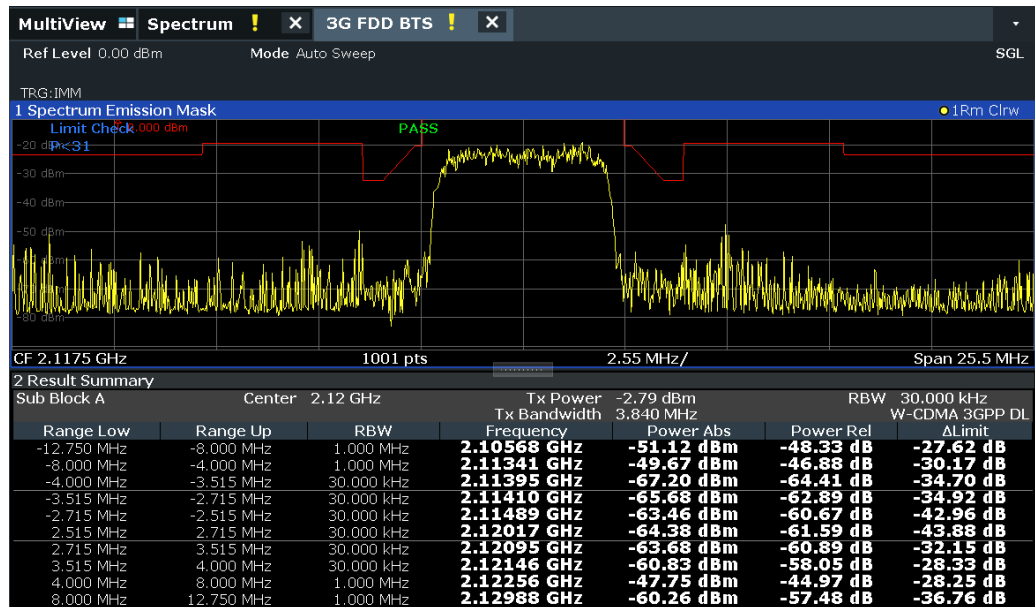 MultiView Spectrum ! X 3G FDD BTS ! X
Ref Level 0.00 dBm Mode Auto Sweep SGL
TRG:IMM
1 Spectrum Emission Mask 1Rm Clrw
Limit Check 0.000 dBm PASS
-20 dBm P<31
-30 dBm
-40 dBm
-50 dBm
-80 dBm
CF 2.1175 GHz 1001 pts 2.55 MHz/ Span 25.5 MHz
2 Result Summary
Sub Block A Center 2.12 GHz Tx Power -2.79 dBm RBW 30.000 kHz
Tx Bandwidth 3.840 MHz W-CDMA 3GPP DL
Range Low Range Up RBW Frequency Power Abs Power Rel ΔLimit
-12.750 MHz -8.000 MHz 1.000 MHz 2.10568 GHz -51.12 dBm -48.33 dB -27.62 dB
-8.000 MHz -4.000 MHz 1.000 MHz 2.11341 GHz -49.67 dBm -46.88 dB -30.17 dB
-4.000 MHz -3.515 MHz 30.000 kHz 2.11395 GHz -67.20 dBm -64.41 dB -34.70 dB
-3.515 MHz -2.715 MHz 30.000 kHz 2.11410 GHz -65.68 dBm -62.89 dB -34.92 dB
-2.715 MHz -2.515 MHz 30.000 kHz 2.11489 GHz -63.46 dBm -60.67 dB -42.96 dB
2.515 MHz 2.715 MHz 30.000 kHz 2.12017 GHz -64.38 dBm -61.59 dB -43.88 dB
2.715 MHz 3.515 MHz 30.000 kHz 2.12095 GHz -63.68 dBm -60.89 dB -32.15 dB
3.515 MHz 4.000 MHz 30.000 kHz 2.12146 GHz -60.83 dBm -58.05 dB -28.33 dB
4.000 MHz 8.000 MHz 1.000 MHz 2.12256 GHz -47.75 dBm -44.97 dB -28.25 dB
8.000 MHz 12.750 MHz 1.000 MHz 2.12988 GHz -60.26 dBm -57.48 dB -36.76 dB